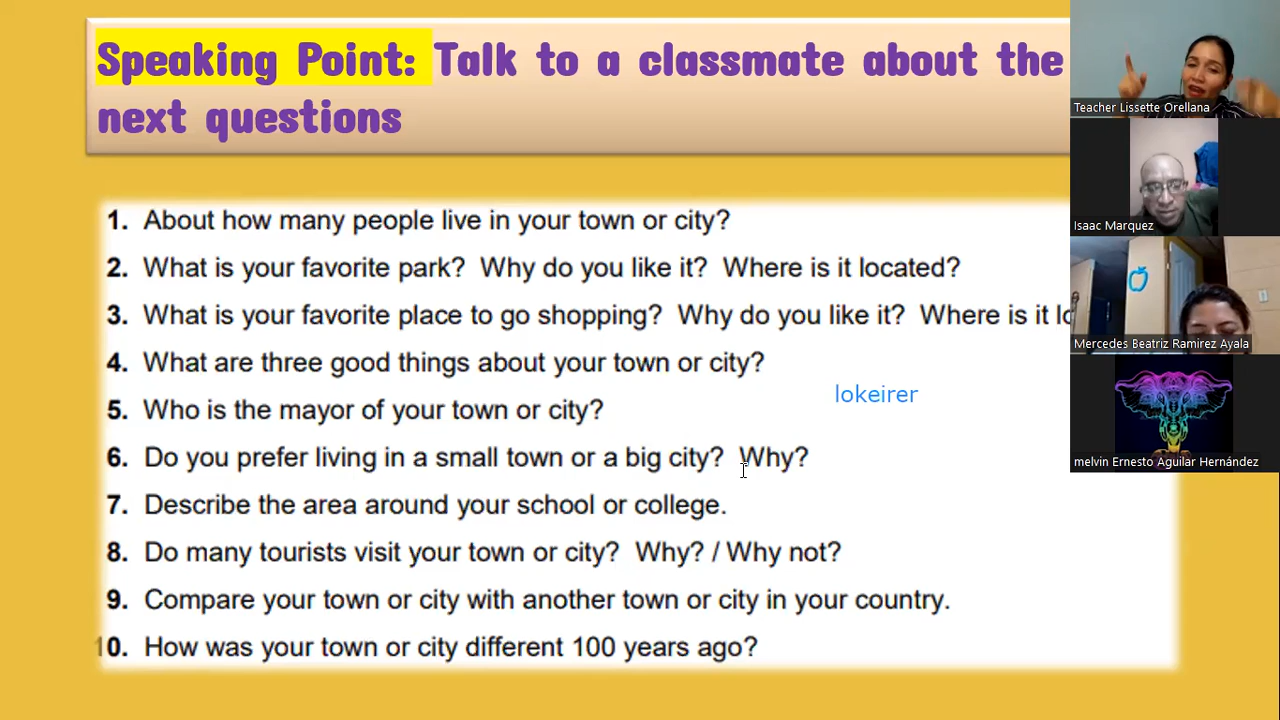 Speaking Point: Talk to a classmate about the
next questions
1. About how many people live in your town or city?
2. What is your favorite park? Why do you like it? Where is it located?
3. What is your favorite place to go shopping? Why do you like it? Where is it lo
4. What are three good things about your town or city?
lokeirer
5. Who is the mayor of your town or city?
6. Do you prefer living in a small town or a big city? Why?
7. Describe the area around your school or college.
8. Do many tourists visit your town or city? Why? / Why not?
9. Compare your town or city with another town or city in your country.
10. How was your town or city different 100 years ago?
Teacher Lissette Orellana
Isaac Marquez
Mercedes Beatriz Ramirez Ayala
melvin Ernesto Aguilar Hernández